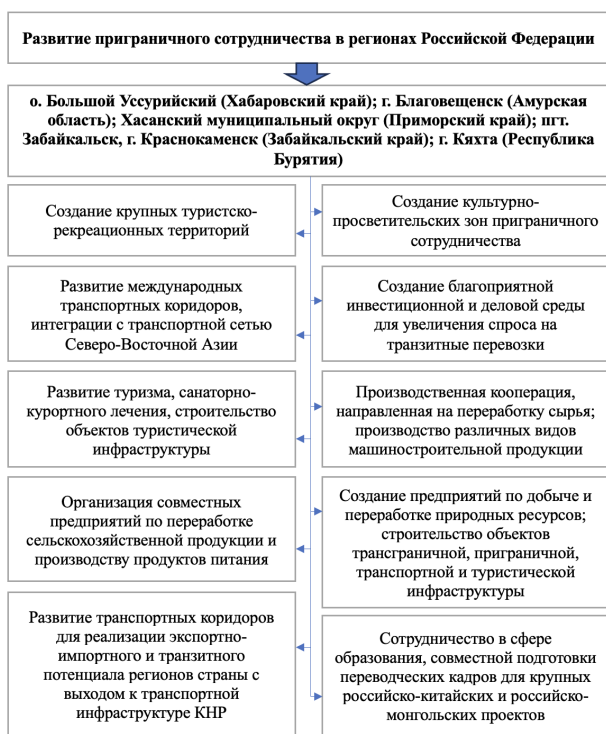 Развитие приграничного сотрудничества в регионах Российской Федерации
о. Большой Уссурийский (Хабаровский край); г. Благовещенск (Амурская
область); Хасанский муниципальный округ (Приморский край); пгт.
Забайкальск, г. Краснокаменск (Забайкальский край); г. Кяхта (Республика
Бурятия)
Создание крупных туристско-
рекреационных территорий
Создание культурно-
просветительских зон приграничного
сотрудничества
Развитие международных
транспортных коридоров,
интеграции с транспортной сетью
Северо-Восточной Азии
Создание благоприятной
инвестиционной и деловой среды
для увеличения спроса на
транзитные перевозки
Развитие туризма, санаторно-
курортного лечения, строительство
объектов туристической
инфраструктуры
Производственная кооперация,
направленная на переработку сырья;
производство различных видов
машиностроительной продукции
Организация совместных
предприятий по переработке
сельскохозяйственной продукции и
производству продуктов питания
Создание предприятий по добыче и
переработке природных ресурсов;
строительство объектов
трансграничной, приграничной,
транспортной и туристической
инфраструктуры
Развитие транспортных коридоров
для реализации экспортно-
импортного и транзитного
потенциала регионов страны с
выходом к транспортной
инфраструктуре КНР
Сотрудничество в сфере
образования, совместной подготовки
переводческих кадров для крупных
российско-китайских и российско-
монгольских проектов